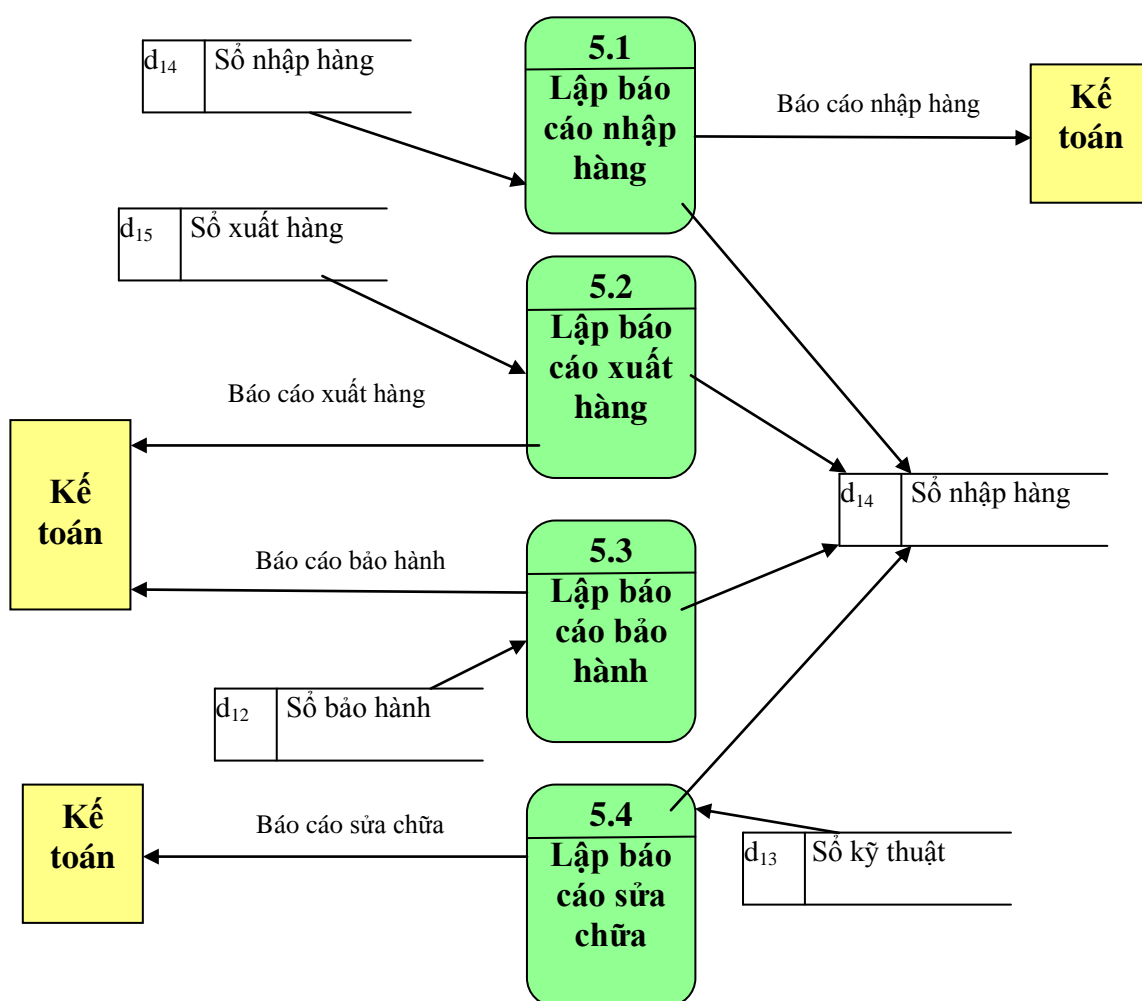 d14 Sổ nhập hàng
5.1
Lập báo
cáo nhập
hàng
Báo cáo nhập hàng
Kế
toán
d15 Sổ xuất hàng
5.2
Lập báo
cáo xuất
hàng
Báo cáo xuất hàng
Kế
toán
d14 Sổ nhập hàng
Báo cáo bảo hành
5.3
Lập báo
cáo bảo
hành
d12 Sổ bảo hành
Kế
toán
Báo cáo sửa chữa
5.4
Lập báo
cáo sửa
chữa
d13 Sổ kỹ thuật